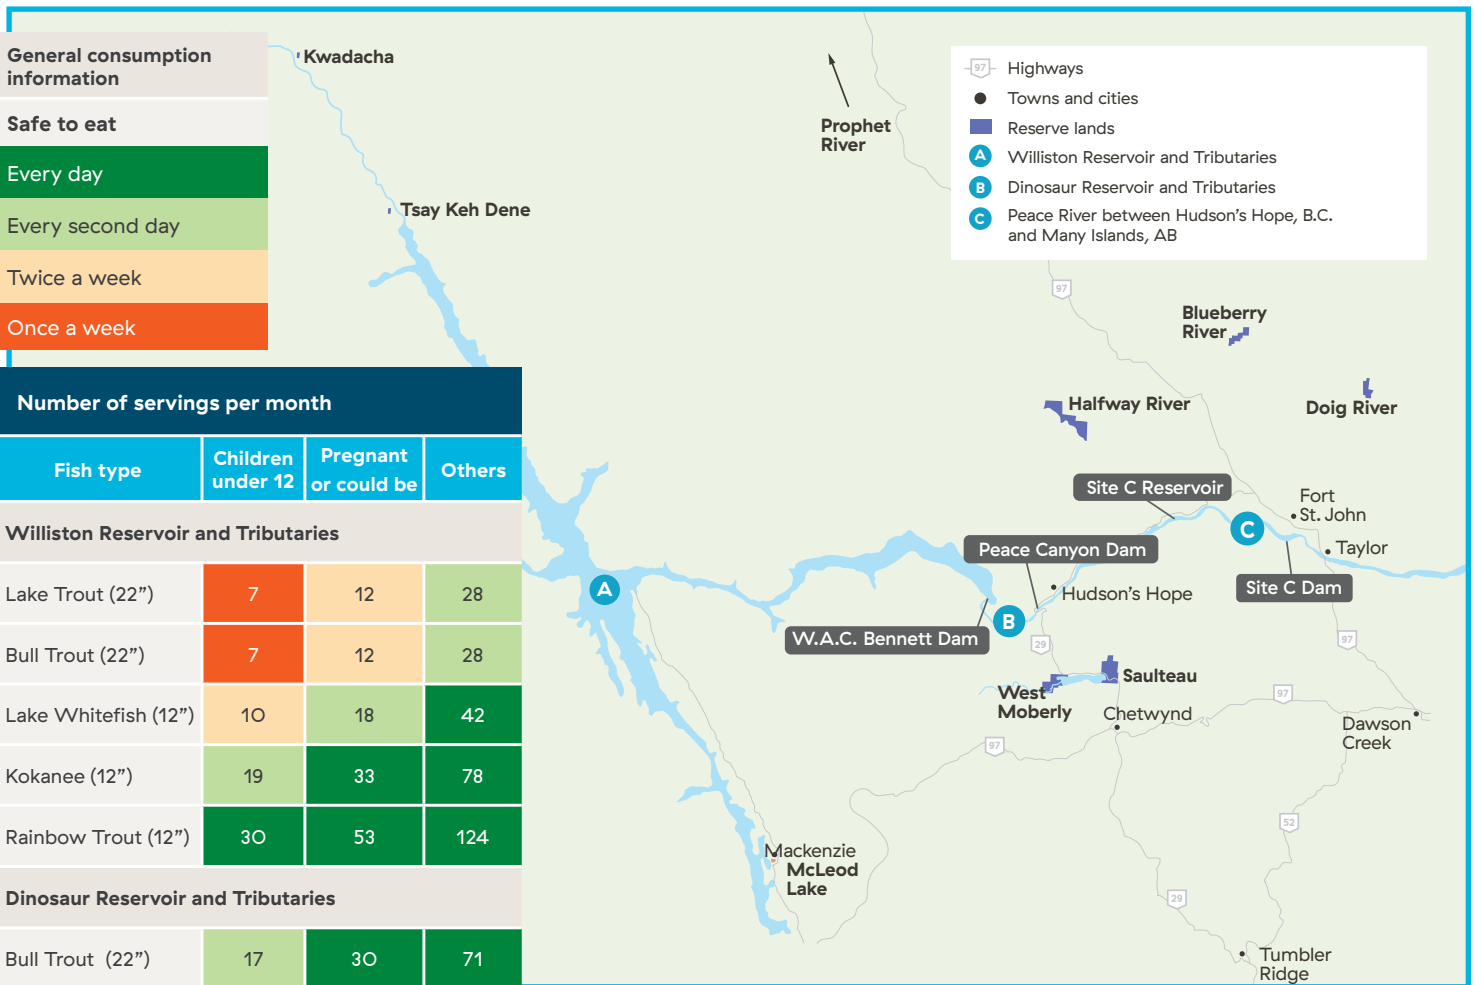 General consumption
information
Safe to eat
Every day
Every second day
Twice a week
Once a week
Number of servings per month
Fish type
Children
under 12
Pregnant
or could be
Others
Williston Reservoir and Tributaries
Lake Trout (22”) 7 12 28
Bull Trout (22”) 7 12 28
Lake Whitefish (12”) 10 18 42
Kokanee (12”) 19 33 78
Rainbow Trout (12”) 30 53 124
Dinosaur Reservoir and Tributaries
Bull Trout (22”) 17 30 71
Kwadacha
Tsay Keh Dene
Prophet
River
97 Highways
Towns and cities
Reserve lands
A Williston Reservoir and Tributaries
B Dinosaur Reservoir and Tributaries
C Peace River between Hudson’s Hope, B.C.
and Many Islands, AB
97
Blueberry
River
Halfway River
Doig River
Site C Reservoir
Fort
St. John
C
Taylor
Peace Canyon Dam
Site C Dam
A
Hudson’s Hope
B
W.A.C. Bennett Dam
29
97
Saulteau
West
Moberly
97
Chetwynd
Dawson
Creek
97
52
Mackenzie
McLeod
Lake
29
Tumbler
Ridge